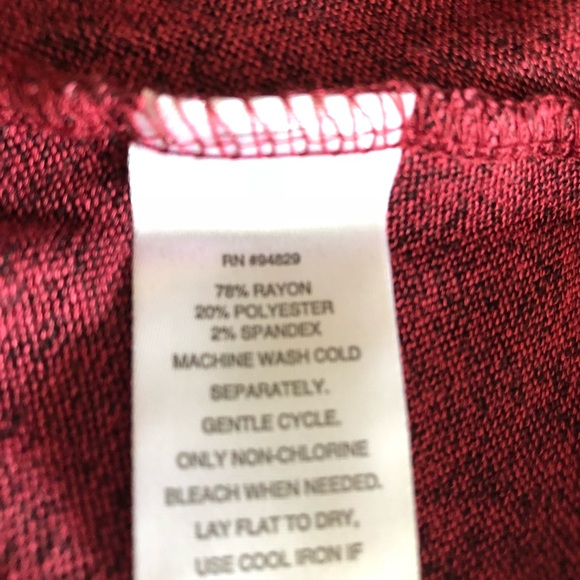 RN #94829
78% RAYON
20% POLYESTER
2% SPANDEX
MACHINE WASH COLD
SEPARATELY.
GENTLE CYCLE.
ONLY NON-CHLORINE
BLEACH WHEN NEEDED.
LAY FLAT TO DRY,
USE COOL IRON IF